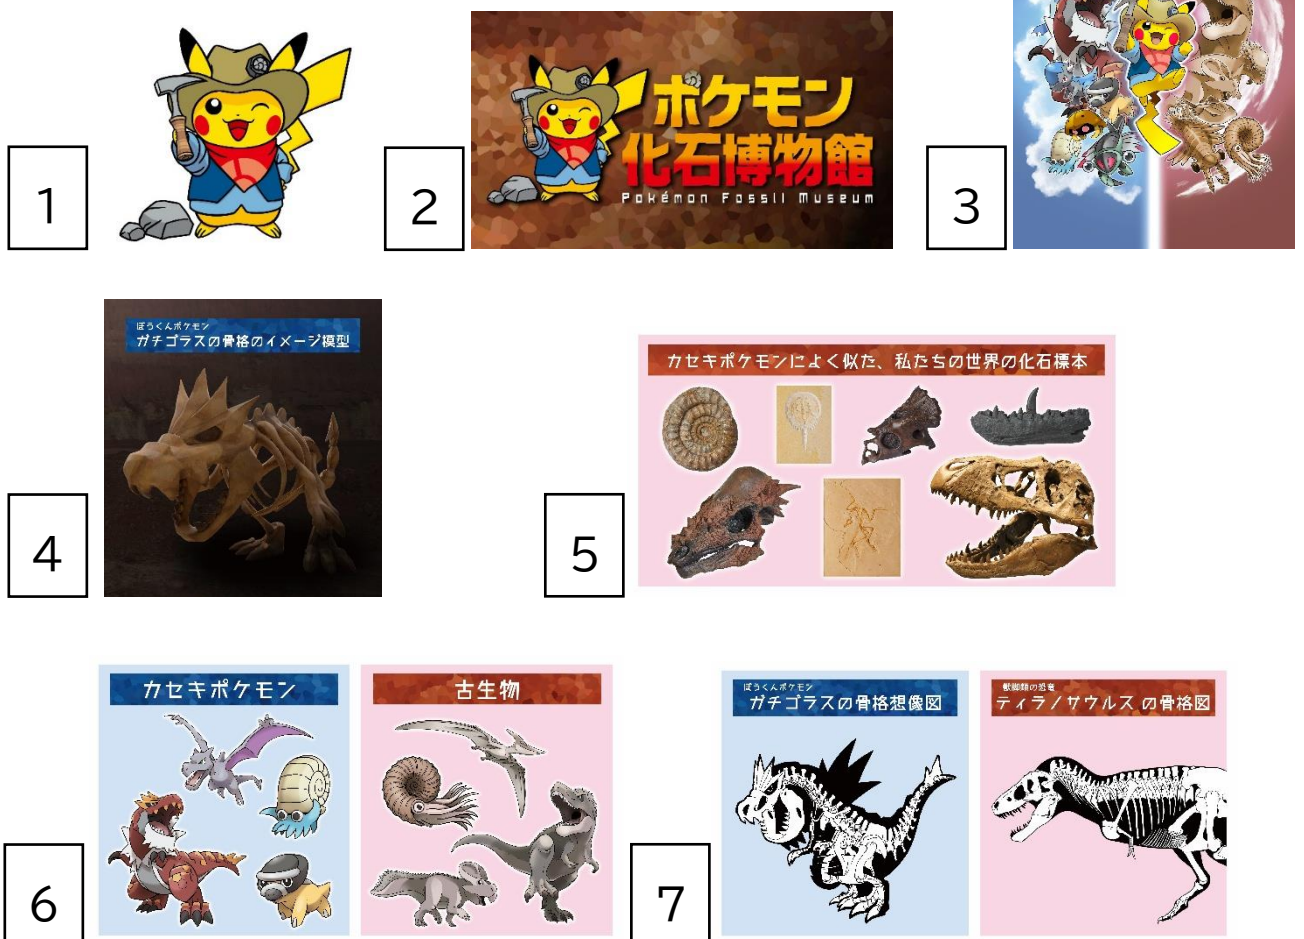 ポケモン
化石博物館
Pokémon Fossil Museum
1
2
3
ぼうくんポケモン
ガチゴラスの骨格のイメージ模型
カセキポケモンによく似た、私たちの世界の化石標本
4
5
カセキポケモン
古生物
ぼうくんポケモン
ガチゴラスの骨格想像図
獣脚類の恐竜
ティラノサウルスの骨格図
6
7